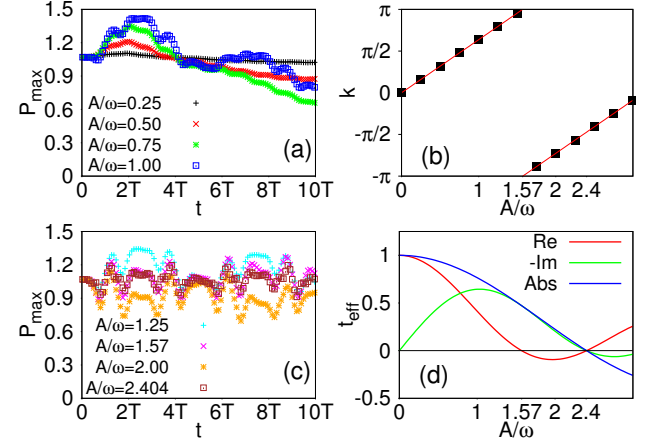 1.5
1.2
0.9
0.6
0.3
0
P_max
A/ω=0.25
A/ω=0.50
A/ω=0.75
A/ω=1.00
(a)
0 2T 4T 6T 8T 10T
t
π
π/2
0
-π/2
-π
k
(b)
0 1 1.57 2 2.4
A/ω
1.5
1.2
0.9
0.6
0.3
0
P_max
A/ω=1.25
A/ω=1.57
A/ω=2.00
A/ω=2.404
(c)
0 2T 4T 6T 8T 10T
t
1
0.5
0
-0.5
t_eff
Re
-Im
Abs
(d)
0 1 1.57 2 2.4
A/ω